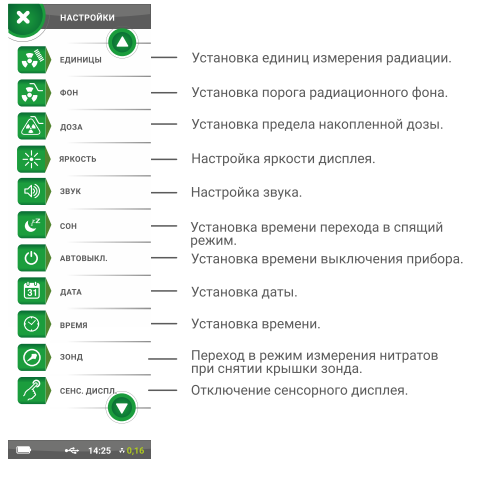 НАСТРОЙКИ
ЕДИНИЦЫ
Установка единиц измерения радиации.
ФОН
Установка порога радиационного фона.
ДОЗА
Установка предела накопленной дозы.
ЯРКОСТЬ
Настройка яркости дисплея.
ЗВУК
Настройка звука.
СОН
Установка времени перехода в спящий
режим.
АВТОВЫКЛ.
Установка времени выключения прибора.
31
ДАТА
Установка даты.
ВРЕМЯ
Установка времени.
ЗОНД
Переход в режим измерения нитратов
при снятии крышки зонда.
СЕНС. ДИСПЛ.
Отключение сенсорного дисплея.
14:25 0,16